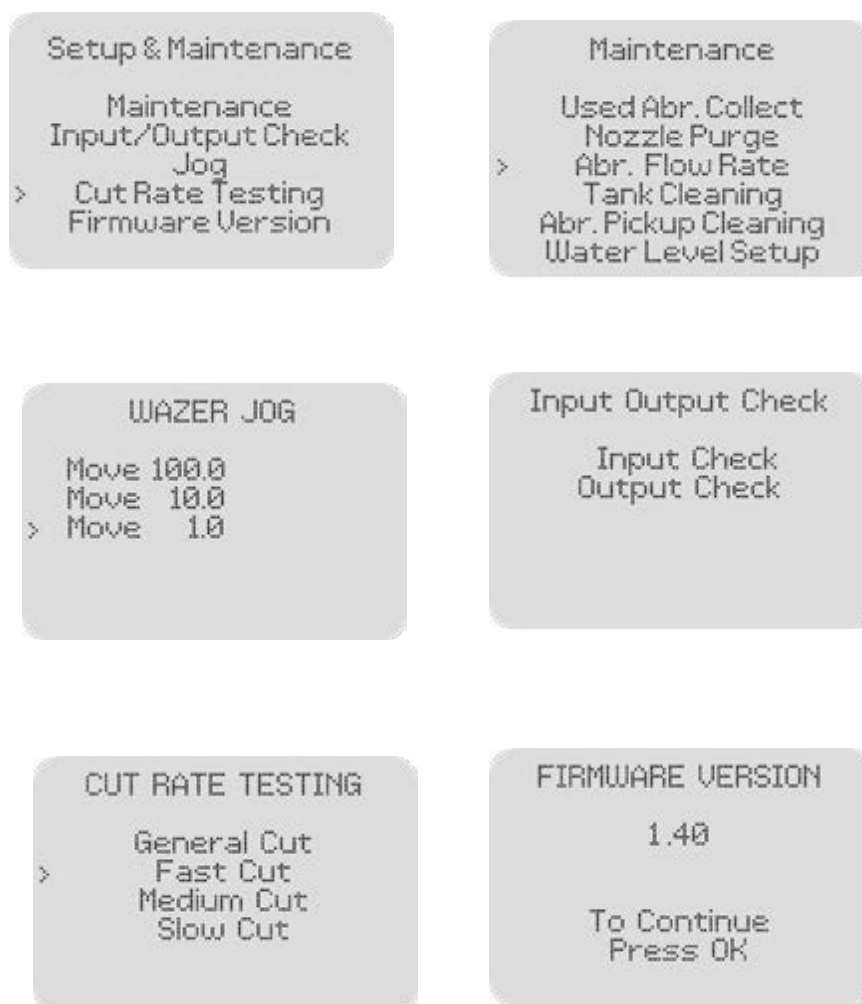 Setup & Maintenance
Maintenance
Input/Output Check
Jog
> Cut Rate Testing
Firmware Version
Maintenance
Used Abr. Collect
Nozzle Purge
> Abr. Flow Rate
Tank Cleaning
Abr. Pickup Cleaning
Water Level Setup
WAZER JOG
Move 100.0
Move 10.0
> Move 1.0
Input Output Check
Input Check
Output Check
CUT RATE TESTING
General Cut
> Fast Cut
Medium Cut
Slow Cut
FIRMWARE VERSION
1.40
To Continue
Press OK